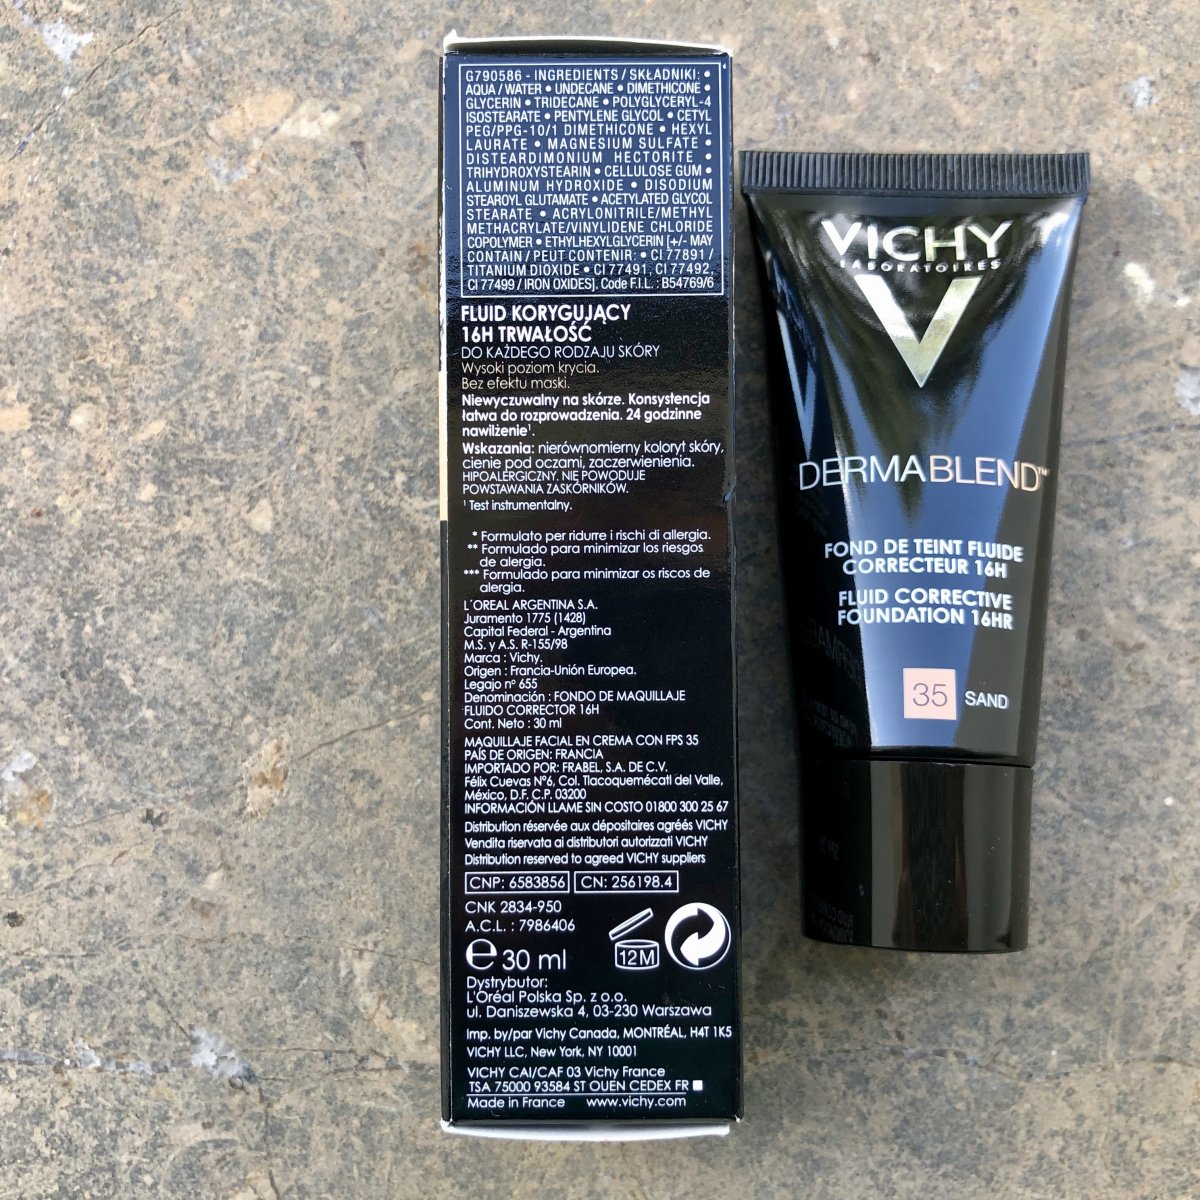 G790586 - INGREDIENTS / SKŁADNIKI: •
AQUA / WATER • UNDECANE • DIMETHICONE •
GLYCERIN • TRIDECANE • POLYGLYCERYL-4
ISOSTEARATE • PENTYLENE GLYCOL • CETYL
PEG/PPG-10/1 DIMETHICONE • HEXYL
LAURATE • MAGNESIUM SULFATE •
DISTEARDIMONIUM HECTORITE •
TRIHYDROXYSTEARIN • CELLULOSE GUM •
ALUMINUM HYDROXIDE • DISODIUM
STEAROYL GLUTAMATE • ACETYLATED GLYCOL
STEARATE • ACRYLONITRILE/METHYL
METHACRYLATE/VINYLIDENE CHLORIDE
COPOLYMER • ETHYLHEXYLGLYCERIN [+/- MAY
CONTAIN / PEUT CONTENIR: • CI 77891 /
TITANIUM DIOXIDE • CI 77491, CI 77492,
CI 77499 / IRON OXIDES]. Code F.I.L. : B54769/6
FLUID KORYGUJĄCY
16H TRWAŁOŚĆ
DO KAŻDEGO RODZAJU SKÓRY
Wysoki poziom krycia.
Bez efektu maski.
Niewyczuwalny na skórze. Konsystencja
łatwa do rozprowadzenia. 24 godzinne
nawilżenie¹.
Wskazania: nierównomierny koloryt skóry,
cienie pod oczami, zaczerwienienia.
HIPOALERGICZNY. NIE POWODUJE
POWSTAWANIA ZASKÓRNIKÓW.
¹ Test instrumentalny.
* Formulato per ridurre i rischi di allergia.
** Formulado para minimizar los riesgos
de alergia.
*** Formulado para minimizar os riscos de
alergia.
L'OREAL ARGENTINA S.A.
Juramento 1775 (1428)
Capital Federal - Argentina
M.S. y A.S. R-155/98
Marca : Vichy.
Origen : Francia-Unión Europea.
Legajo nº 655
Denominación : FONDO DE MAQUILLAJE
FLUIDO CORRECTOR 16H
Cont. Neto : 30 ml
MAQUILLAJE FACIAL EN CREMA CON FPS 35
PAÍS DE ORIGEN: FRANCIA
IMPORTADO POR: FRABEL, S.A. DE C.V.
Félix Cuevas Nº6, Col. Tlacoquemécatl del Valle,
México, D.F. C.P. 03200
INFORMACIÓN LLAME SIN COSTO 01800 300 25 67
Distribution réservée aux dépositaires agréés VICHY
Vendita riservata ai distributori autorizzati VICHY
Distribution reserved to agreed VICHY suppliers
CNP: 6583856 CN: 256198.4
CNK 2834-950
A.C.L. : 7986406
e 30 ml 12M
Dystrybutor:
L'Oréal Polska Sp. z o.o.
ul. Daniszewska 4, 03-230 Warszawa
Imp. by/par Vichy Canada, MONTRÉAL, H4T 1K5
VICHY LLC, New York, NY 10001
VICHY CAI/CAF 03 Vichy France
TSA 75000 93584 ST OUEN CEDEX FR
Made in France www.vichy.com
VICHY
LABORATOIRES
DERMABLEND™
FOND DE TEINT FLUIDE
CORRECTEUR 16H
FLUID CORRECTIVE
FOUNDATION 16HR
35 SAND